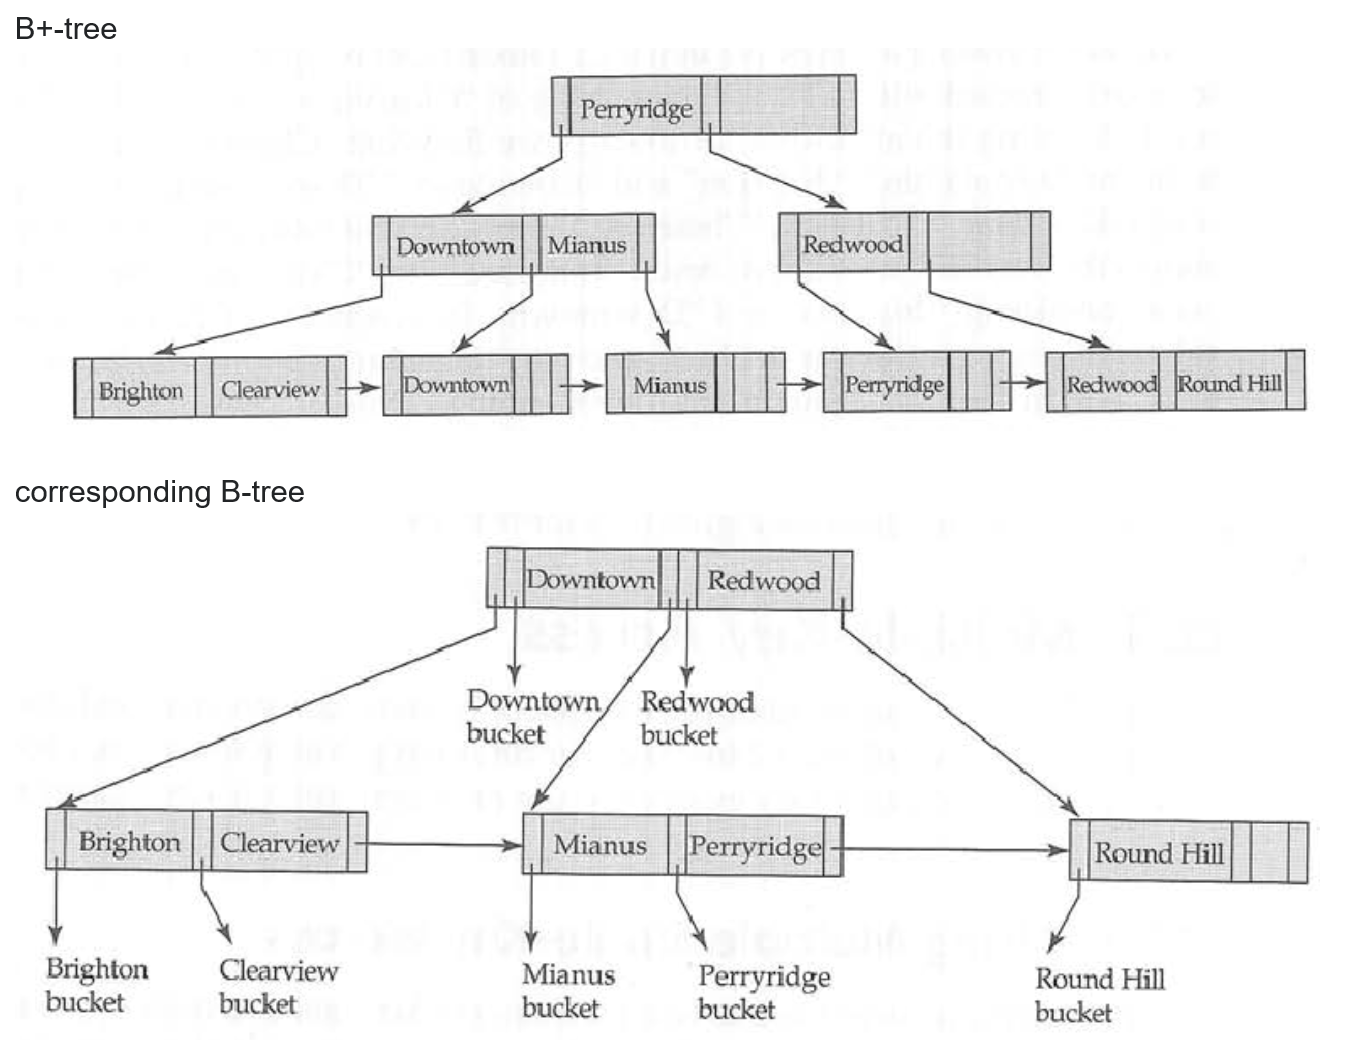 B+-tree
Perryridge
Downtown Mianus
Redwood
Brighton Clearview
Downtown
Mianus
Perryridge
Redwood Round Hill
corresponding B-tree
Downtown Redwood
Downtown
bucket
Redwood
bucket
Brighton Clearview
Mianus Perryridge
Round Hill
Brighton
bucket
Clearview
bucket
Mianus
bucket
Perryridge
bucket
Round Hill
bucket